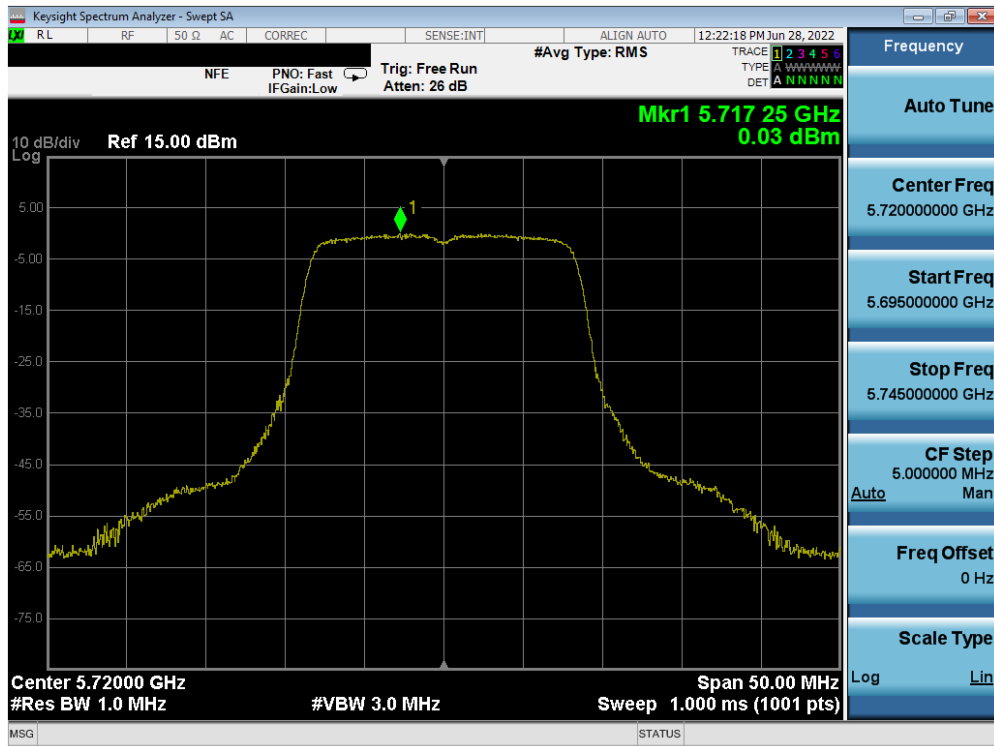 Keysight Spectrum Analyzer - Swept SA
LXI RL RF 50 Ω AC CORREC SENSE:INT ALIGN AUTO 12:22:18 PM Jun 28, 2022
NFE PNO: Fast IFGain:Low Trig: Free Run Atten: 26 dB #Avg Type: RMS
TRACE 1 2 3 4 5 6
TYPE A WWWWW
DET A N N N N N
Mkr1 5.717 25 GHz
0.03 dBm
10 dB/div Ref 15.00 dBm
Log
1
5.00
-5.00
-15.0
-25.0
-35.0
-45.0
-55.0
-65.0
-75.0
Center 5.72000 GHz Span 50.00 MHz
#Res BW 1.0 MHz #VBW 3.0 MHz Sweep 1.000 ms (1001 pts)
MSG STATUS
Frequency
Auto Tune
Center Freq
5.720000000 GHz
Start Freq
5.695000000 GHz
Stop Freq
5.745000000 GHz
CF Step
5.000000 MHz
Auto Man
Freq Offset
0 Hz
Scale Type
Log Lin